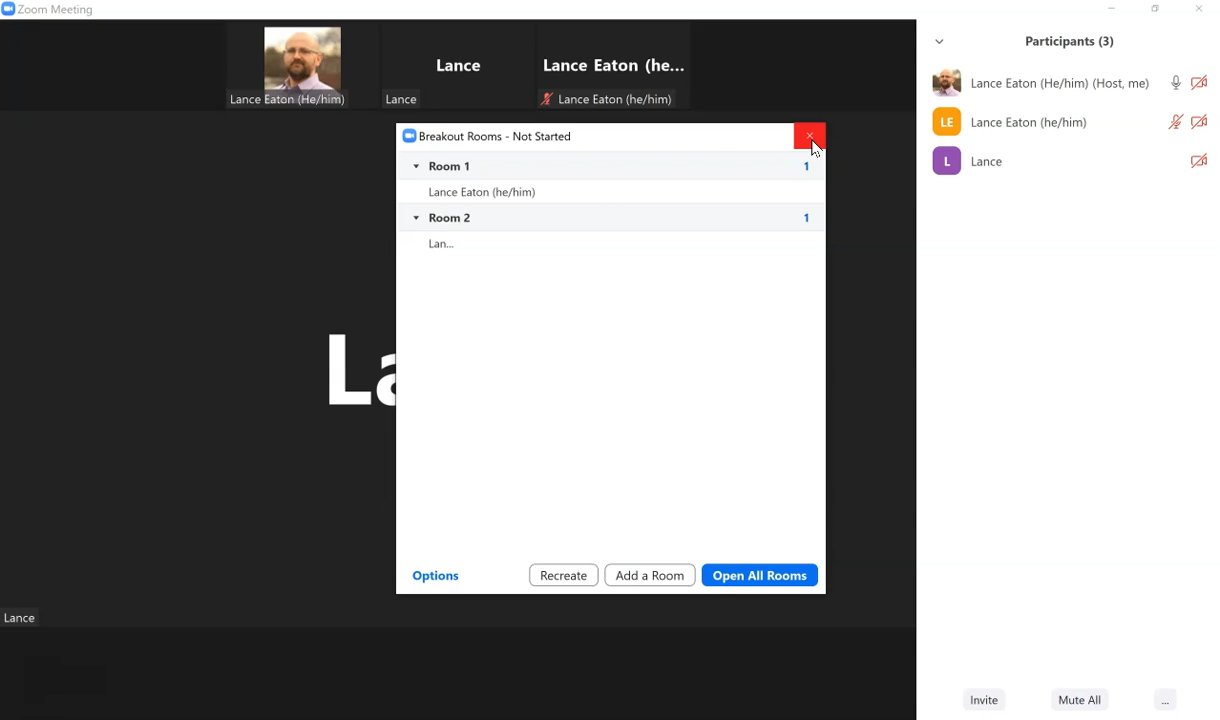 Zoom Meeting
Lance Eaton (He/him)
Lance
Lance
Lance Eaton (he...
Lance Eaton (he/him)
Breakout Rooms - Not Started
Room 1 1
Lance Eaton (he/him)
Room 2 1
Lan...
La
Options Recreate Add a Room Open All Rooms
Lance
Participants (3)
Lance Eaton (He/him) (Host, me)
LE Lance Eaton (he/him)
L Lance
Invite Mute All ...